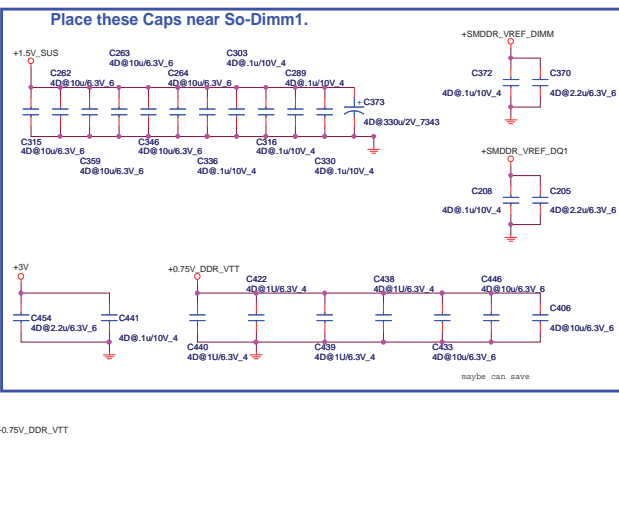 Place these Caps near So-Dimm1.
+1.5V_SUS
C263
4D@10u/6.3V_6
C303
4D@.1u/10V_4
C262
4D@10u/6.3V_6
C264
4D@10u/6.3V_6
C289
4D@.1u/10V_4
+
C373
4D@330u/2V_7343
C315
4D@10u/6.3V_6
C346
4D@10u/6.3V_6
C316
4D@.1u/10V_4
C359
4D@10u/6.3V_6
C336
4D@.1u/10V_4
C330
4D@.1u/10V_4
+SMDDR_VREF_DIMM
C372
4D@.1u/10V_4
C370
4D@2.2u/6.3V_6
+SMDDR_VREF_DQ1
C208
4D@.1u/10V_4
C205
4D@2.2u/6.3V_6
+3V
C454
4D@2.2u/6.3V_6
C441
4D@.1u/10V_4
+0.75V_DDR_VTT
C422
4D@1U/6.3V_4
C438
4D@1U/6.3V_4
C446
4D@10u/6.3V_6
C406
4D@10u/6.3V_6
C440
4D@1U/6.3V_4
C439
4D@1U/6.3V_4
C433
4D@10u/6.3V_6
maybe can save
0.75V_DDR_VTT